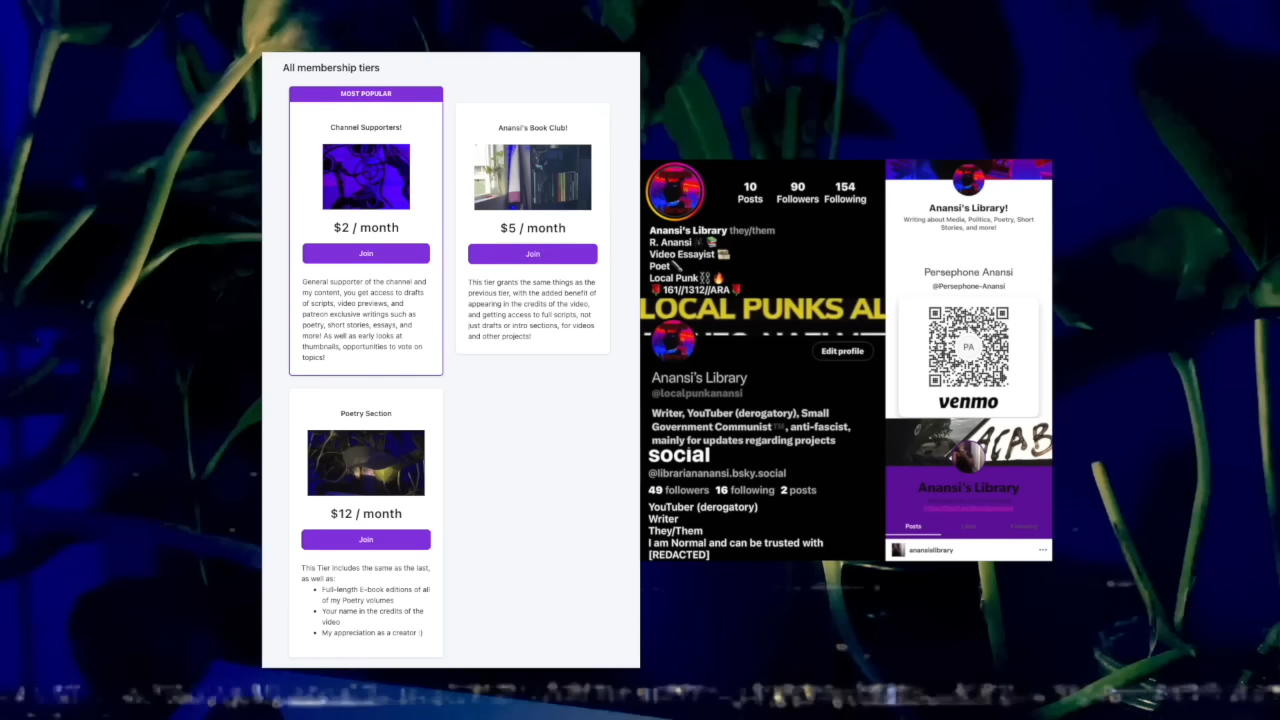 All membership tiers
MOST POPULAR
Channel Supporters!
$2 / month
Join
General supporter of the channel and
my content, you get access to drafts
of scripts, video previews, and
patreon exclusive writings such as
poetry, short stories, essays, and
more! As well as early looks at
thumbnails, opportunities to vote on
topics!
Anansi's Book Club!
$5 / month
Join
This tier grants the same things as the
previous tier, with the added benefit of
appearing in the credits of the video,
and getting access to full scripts, not
just drafts or intro sections, for videos
and other projects!
Poetry Section
$12 / month
Join
This Tier includes the same as the last,
as well as:
Full-length E-book editions of all
of my Poetry volumes
Your name in the credits of the
video
My appreciation as a creator :)
10 90 154
Posts Followers Following
Anansi's Library they/them
R. Anansi
Video Essayist
Poet
Local Punk
161//1312//ARA
LOCAL PUNKS AL
Edit profile
Anansi's Library
@localpunkanansi
Writer, YouTuber (derogatory), Small
Government Communist™, anti-fascist,
mainly for updates regarding projects
social
@librariananansi.bsky.social
49 followers 16 following 2 posts
YouTuber (derogatory)
Writer
They/Them
I am Normal and can be trusted with
[REDACTED]
Anansi's Library!
Writing about Media, Politics, Poetry, Short
Stories, and more!
Persephone Anansi
@Persephone-Anansi
PA
venmo
ACAB
Anansi's Library
Posts Likes Following
anansislibrary